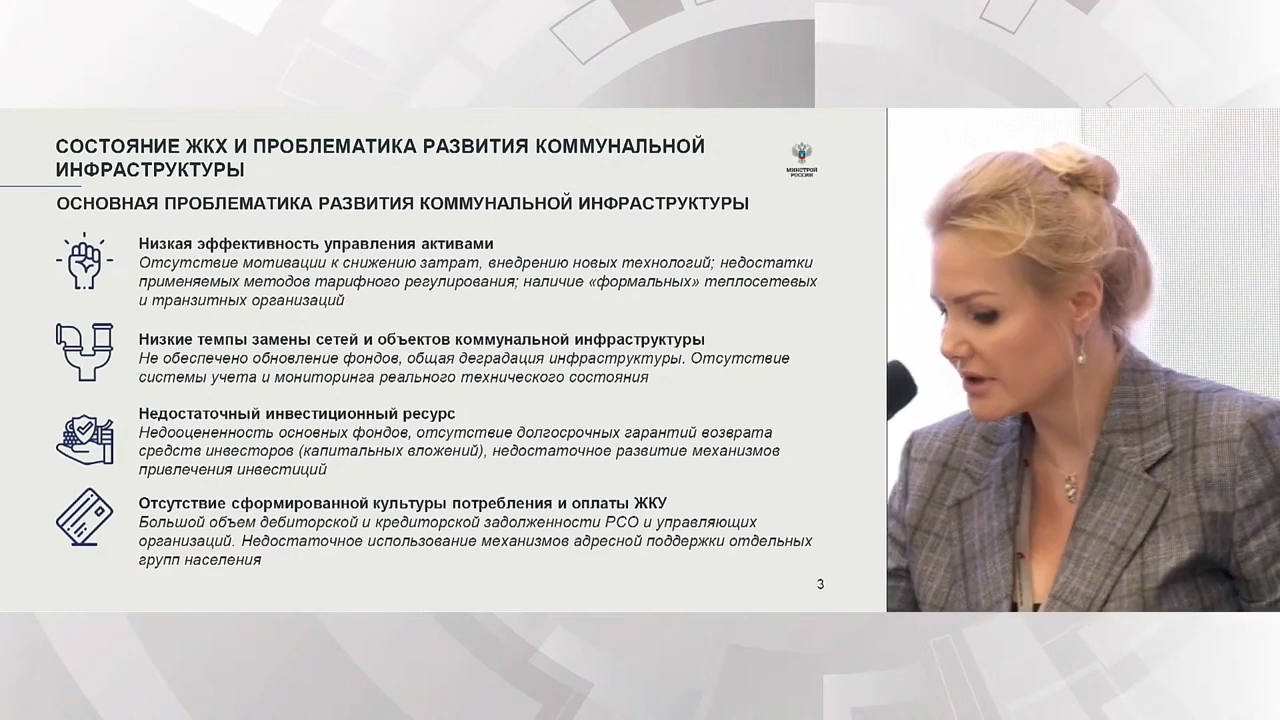 СОСТОЯНИЕ ЖКХ И ПРОБЛЕМАТИКА РАЗВИТИЯ КОММУНАЛЬНОЙ
ИНФРАСТРУКТУРЫ
МИНСТРОЙ
РОССИИ
ОСНОВНАЯ ПРОБЛЕМАТИКА РАЗВИТИЯ КОММУНАЛЬНОЙ ИНФРАСТРУКТУРЫ
Низкая эффективность управления активами
Отсутствие мотивации к снижению затрат, внедрению новых технологий; недостатки
применяемых методов тарифного регулирования; наличие «формальных» теплосетевых
и транзитных организаций
Низкие темпы замены сетей и объектов коммунальной инфраструктуры
Не обеспечено обновление фондов, общая деградация инфраструктуры. Отсутствие
системы учета и мониторинга реального технического состояния
Недостаточный инвестиционный ресурс
Недооцененность основных фондов, отсутствие долгосрочных гарантий возврата
средств инвесторов (капитальных вложений), недостаточное развитие механизмов
привлечения инвестиций
Отсутствие сформированной культуры потребления и оплаты ЖКУ
Большой объем дебиторской и кредиторской задолженности РСО и управляющих
организаций. Недостаточное использование механизмов адресной поддержки отдельных
групп населения
3